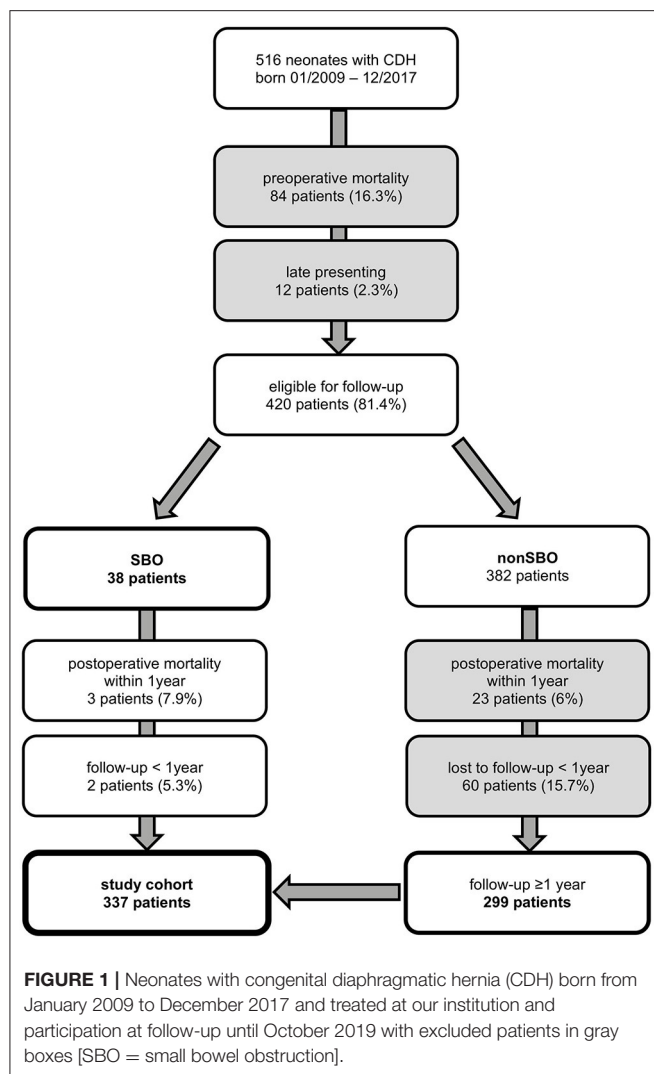 516 neonates with CDH
born 01/2009 – 12/2017
preoperative mortality
84 patients (16.3%)
late presenting
12 patients (2.3%)
eligible for follow-up
420 patients (81.4%)
SBO
38 patients
nonSBO
382 patients
postoperative mortality
within 1year
3 patients (7.9%)
postoperative mortality
within 1year
23 patients (6%)
follow-up < 1year
2 patients (5.3%)
lost to follow-up < 1year
60 patients (15.7%)
study cohort
337 patients
follow-up ≥1 year
299 patients
FIGURE 1 | Neonates with congenital diaphragmatic hernia (CDH) born from
January 2009 to December 2017 and treated at our institution and
participation at follow-up until October 2019 with excluded patients in gray
boxes [SBO = small bowel obstruction].